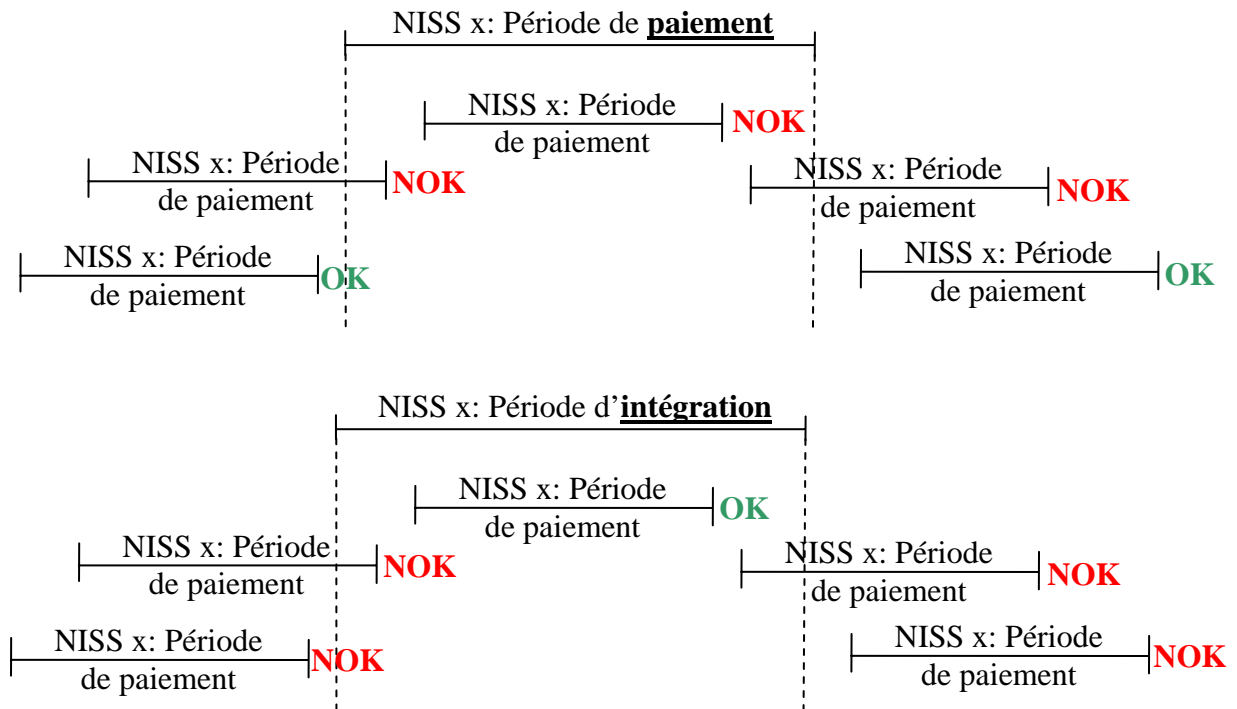 NISS x: Période de paiement
NISS x: Période
de paiement
NOK
NISS x: Période
de paiement
NOK
NISS x: Période
de paiement
NOK
NISS x: Période
de paiement
OK
NISS x: Période
de paiement
OK
NISS x: Période d’intégration
NISS x: Période
de paiement
OK
NISS x: Période
de paiement
NOK
NISS x: Période
de paiement
NOK
NISS x: Période
de paiement
NOK
NISS x: Période
de paiement
NOK